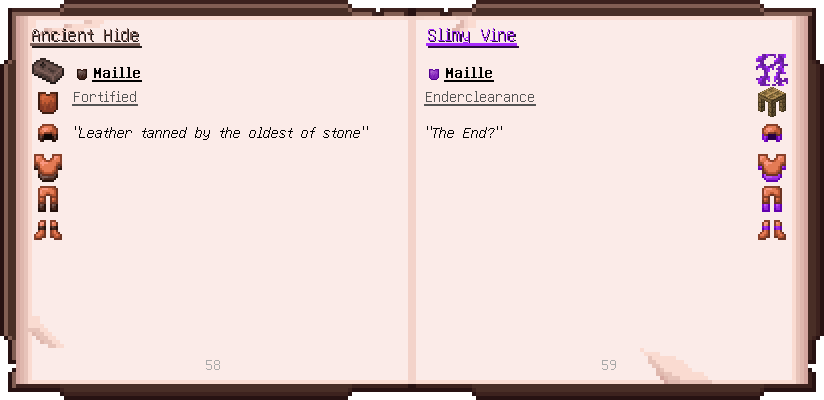 Ancient Hide
Maille
Fortified
"Leather tanned by the oldest of stone"
58
Slimy Vine
Maille
Enderclearance
"The End?"
59